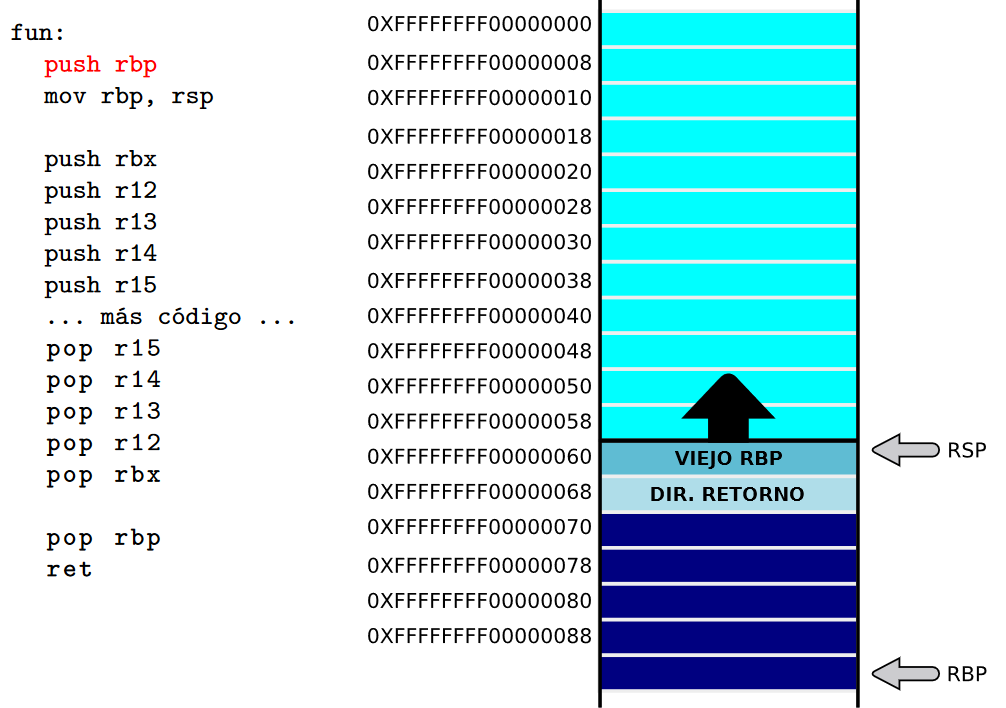 fun:
push rbp
mov rbp, rsp
push rbx
push r12
push r13
push r14
push r15
... más código ...
pop r15
pop r14
pop r13
pop r12
pop rbx
pop rbp
ret
0XFFFFFFFF00000000
0XFFFFFFFF00000008
0XFFFFFFFF00000010
0XFFFFFFFF00000018
0XFFFFFFFF00000020
0XFFFFFFFF00000028
0XFFFFFFFF00000030
0XFFFFFFFF00000038
0XFFFFFFFF00000040
0XFFFFFFFF00000048
0XFFFFFFFF00000050
0XFFFFFFFF00000058
0XFFFFFFFF00000060
0XFFFFFFFF00000068
0XFFFFFFFF00000070
0XFFFFFFFF00000078
0XFFFFFFFF00000080
0XFFFFFFFF00000088
VIEJO RBP
DIR. RETORNO
RSP
RBP